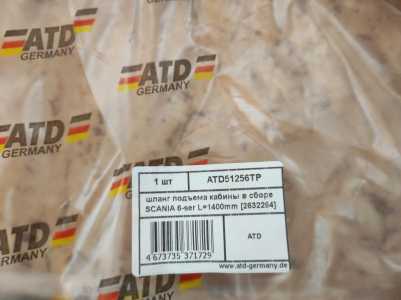 ATD
GERMANY
ATD
GERMANY
ATD
GERMANY
ATD
GERMANY
ATD
GERMANY
1 шт
ATD51256TP
шланг подъема кабины в сборе
SCANIA 6-ser L=1400mm [2632264]
ATD
4 673735 371729
www.atd-germany.de